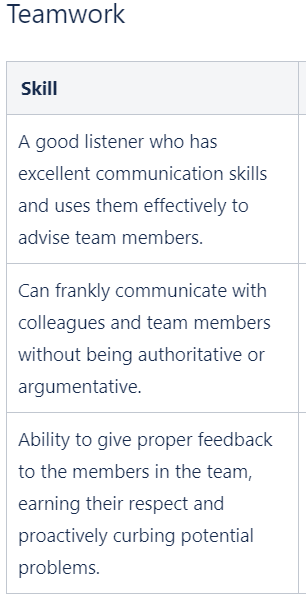 Teamwork
Skill
A good listener who has
excellent communication skills
and uses them effectively to
advise team members.
Can frankly communicate with
colleagues and team members
without being authoritative or
argumentative.
Ability to give proper feedback
to the members in the team,
earning their respect and
proactively curbing potential
problems.